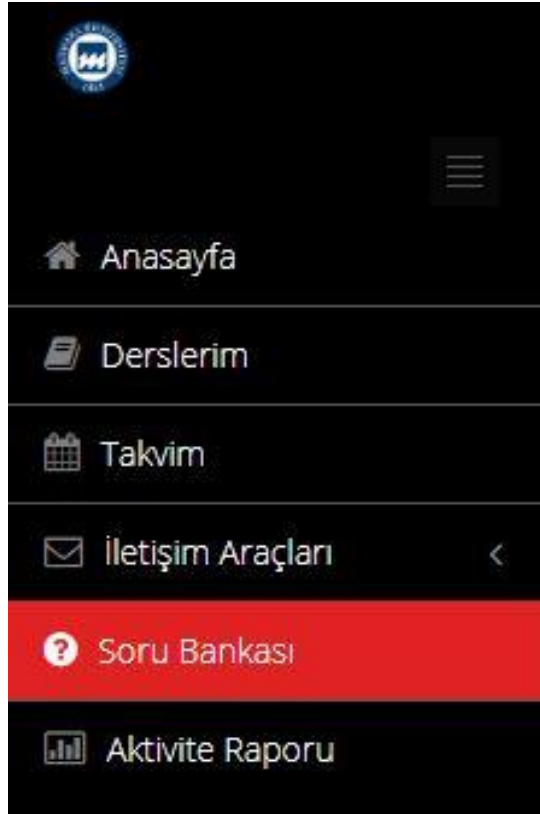 Anasayfa
Derslerim
Takvim
İletişim Araçları
Soru Bankası
Aktivite Raporu